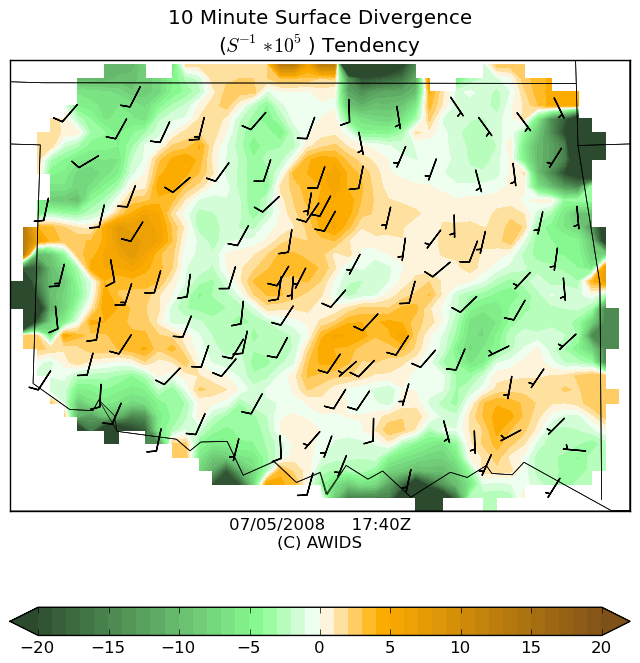 10 Minute Surface Divergence
(S⁻¹ * 10⁵ ) Tendency
07/05/2008 17:40Z
(C) AWIDS
−20 −15 −10 −5 0 5 10 15 20